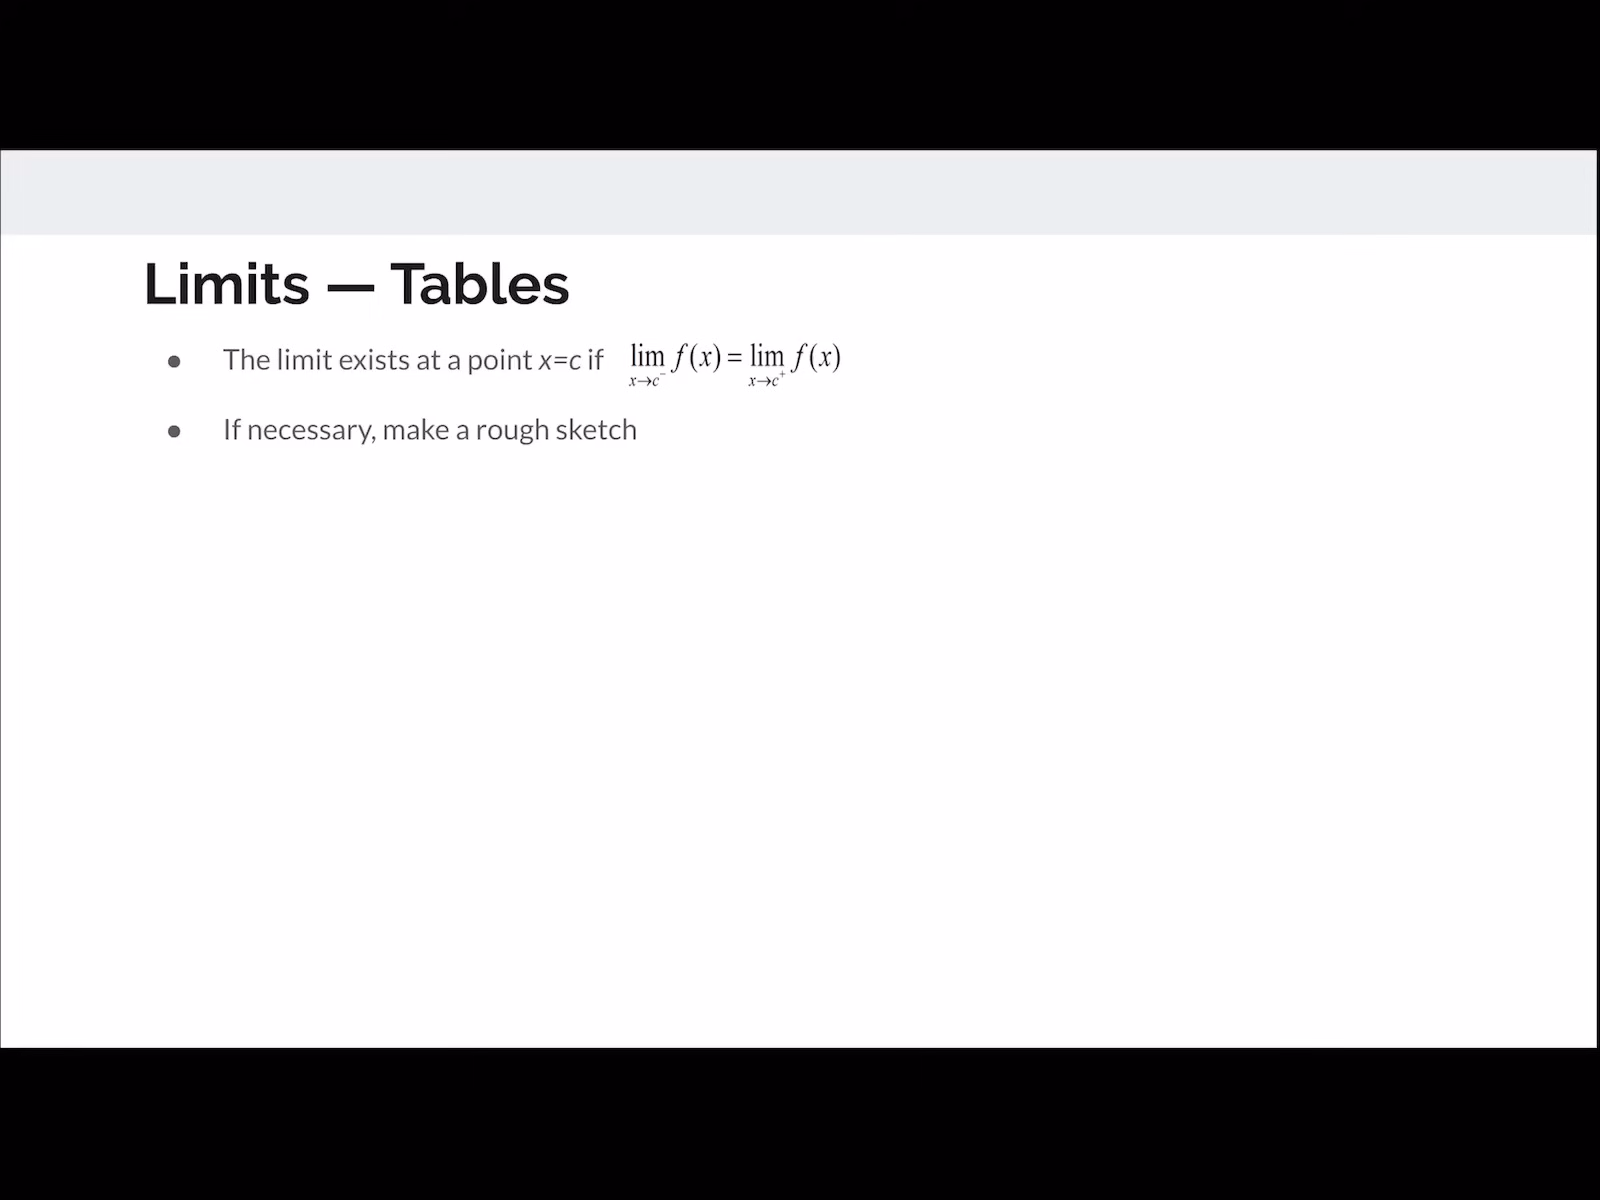 Limits — Tables
● The limit exists at a point x=c if lim f(x) = lim f(x)
x→c⁻ x→c⁺
● If necessary, make a rough sketch